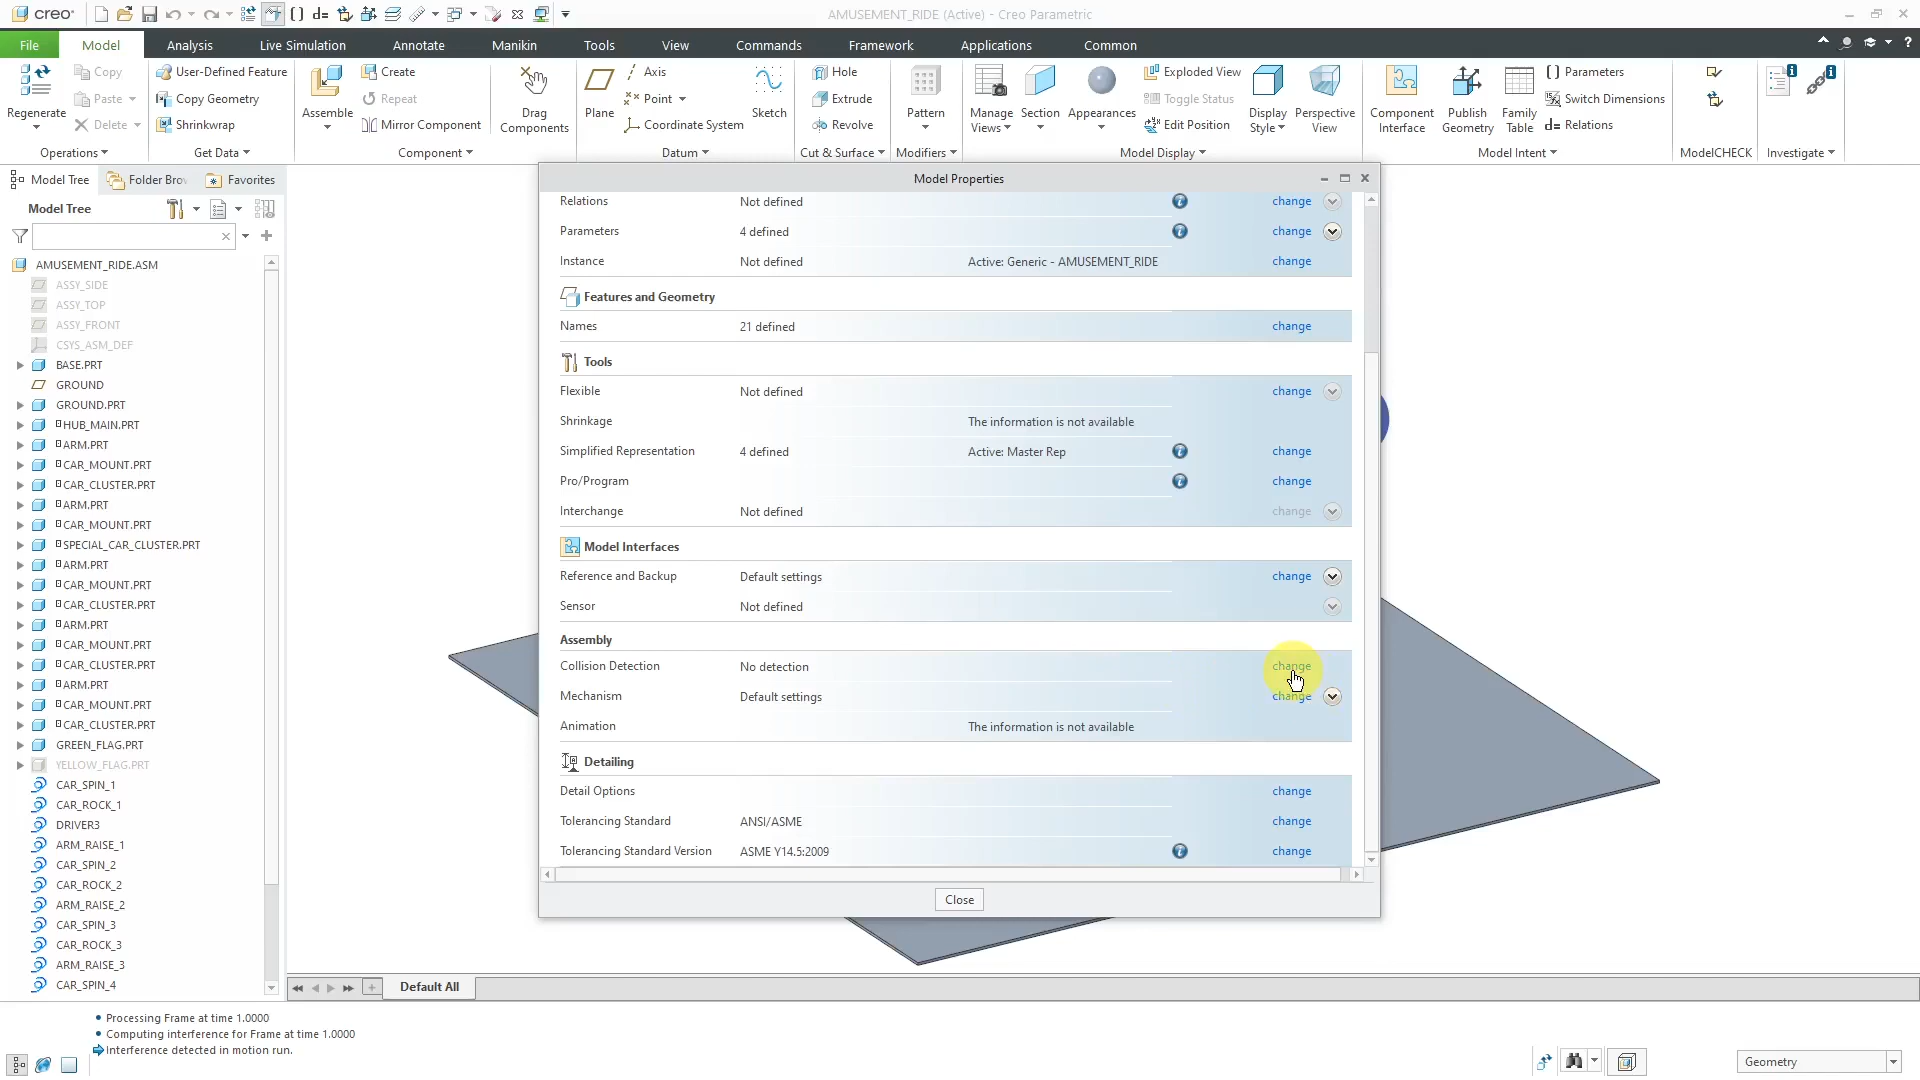 creo
AMUSEMENT_RIDE (Active) - Creo Parametric
File Model Analysis Live Simulation Annotate Manikin Tools View Commands Framework Applications Common
Regenerate
Copy
Paste
Delete
Operations
User-Defined Feature
Copy Geometry
Shrinkwrap
Get Data
Assemble
Create
Repeat
Mirror Component
Drag
Components
Component
Plane
Axis
Point
Coordinate System
Sketch
Datum
Hole
Extrude
Revolve
Cut & Surface
Pattern
Modifiers
Manage
Views
Section
Appearances
Exploded View
Toggle Status
Edit Position
Display
Style
Perspective
View
Model Display
Component
Interface
Publish
Geometry
Family
Table
Parameters
Switch Dimensions
Relations
Model Intent
ModelCHECK
Investigate
Model Tree Folder Brov Favorites
Model Tree
AMUSEMENT_RIDE.ASM
ASSY_SIDE
ASSY_TOP
ASSY_FRONT
CSYS_ASM_DEF
BASE.PRT
GROUND
GROUND.PRT
HUB_MAIN.PRT
ARM.PRT
CAR_MOUNT.PRT
CAR_CLUSTER.PRT
ARM.PRT
CAR_MOUNT.PRT
SPECIAL_CAR_CLUSTER.PRT
ARM.PRT
CAR_MOUNT.PRT
CAR_CLUSTER.PRT
ARM.PRT
CAR_MOUNT.PRT
CAR_CLUSTER.PRT
ARM.PRT
CAR_MOUNT.PRT
CAR_CLUSTER.PRT
GREEN_FLAG.PRT
YELLOW_FLAG.PRT
CAR_SPIN_1
CAR_ROCK_1
DRIVER3
ARM_RAISE_1
CAR_SPIN_2
CAR_ROCK_2
ARM_RAISE_2
CAR_SPIN_3
CAR_ROCK_3
ARM_RAISE_3
CAR_SPIN_4
Model Properties
Relations Not defined change
Parameters 4 defined change
Instance Not defined Active: Generic - AMUSEMENT_RIDE change
Features and Geometry
Names 21 defined change
Tools
Flexible Not defined change
Shrinkage The information is not available
Simplified Representation 4 defined Active: Master Rep change
Pro/Program change
Interchange Not defined change
Model Interfaces
Reference and Backup Default settings change
Sensor Not defined
Assembly
Collision Detection No detection change
Mechanism Default settings change
Animation The information is not available
Detailing
Detail Options change
Tolerancing Standard ANSI/ASME change
Tolerancing Standard Version ASME Y14.5:2009 change
Close
Default All
Processing Frame at time 1.0000
Computing interference for Frame at time 1.0000
Interference detected in motion run.
Geometry